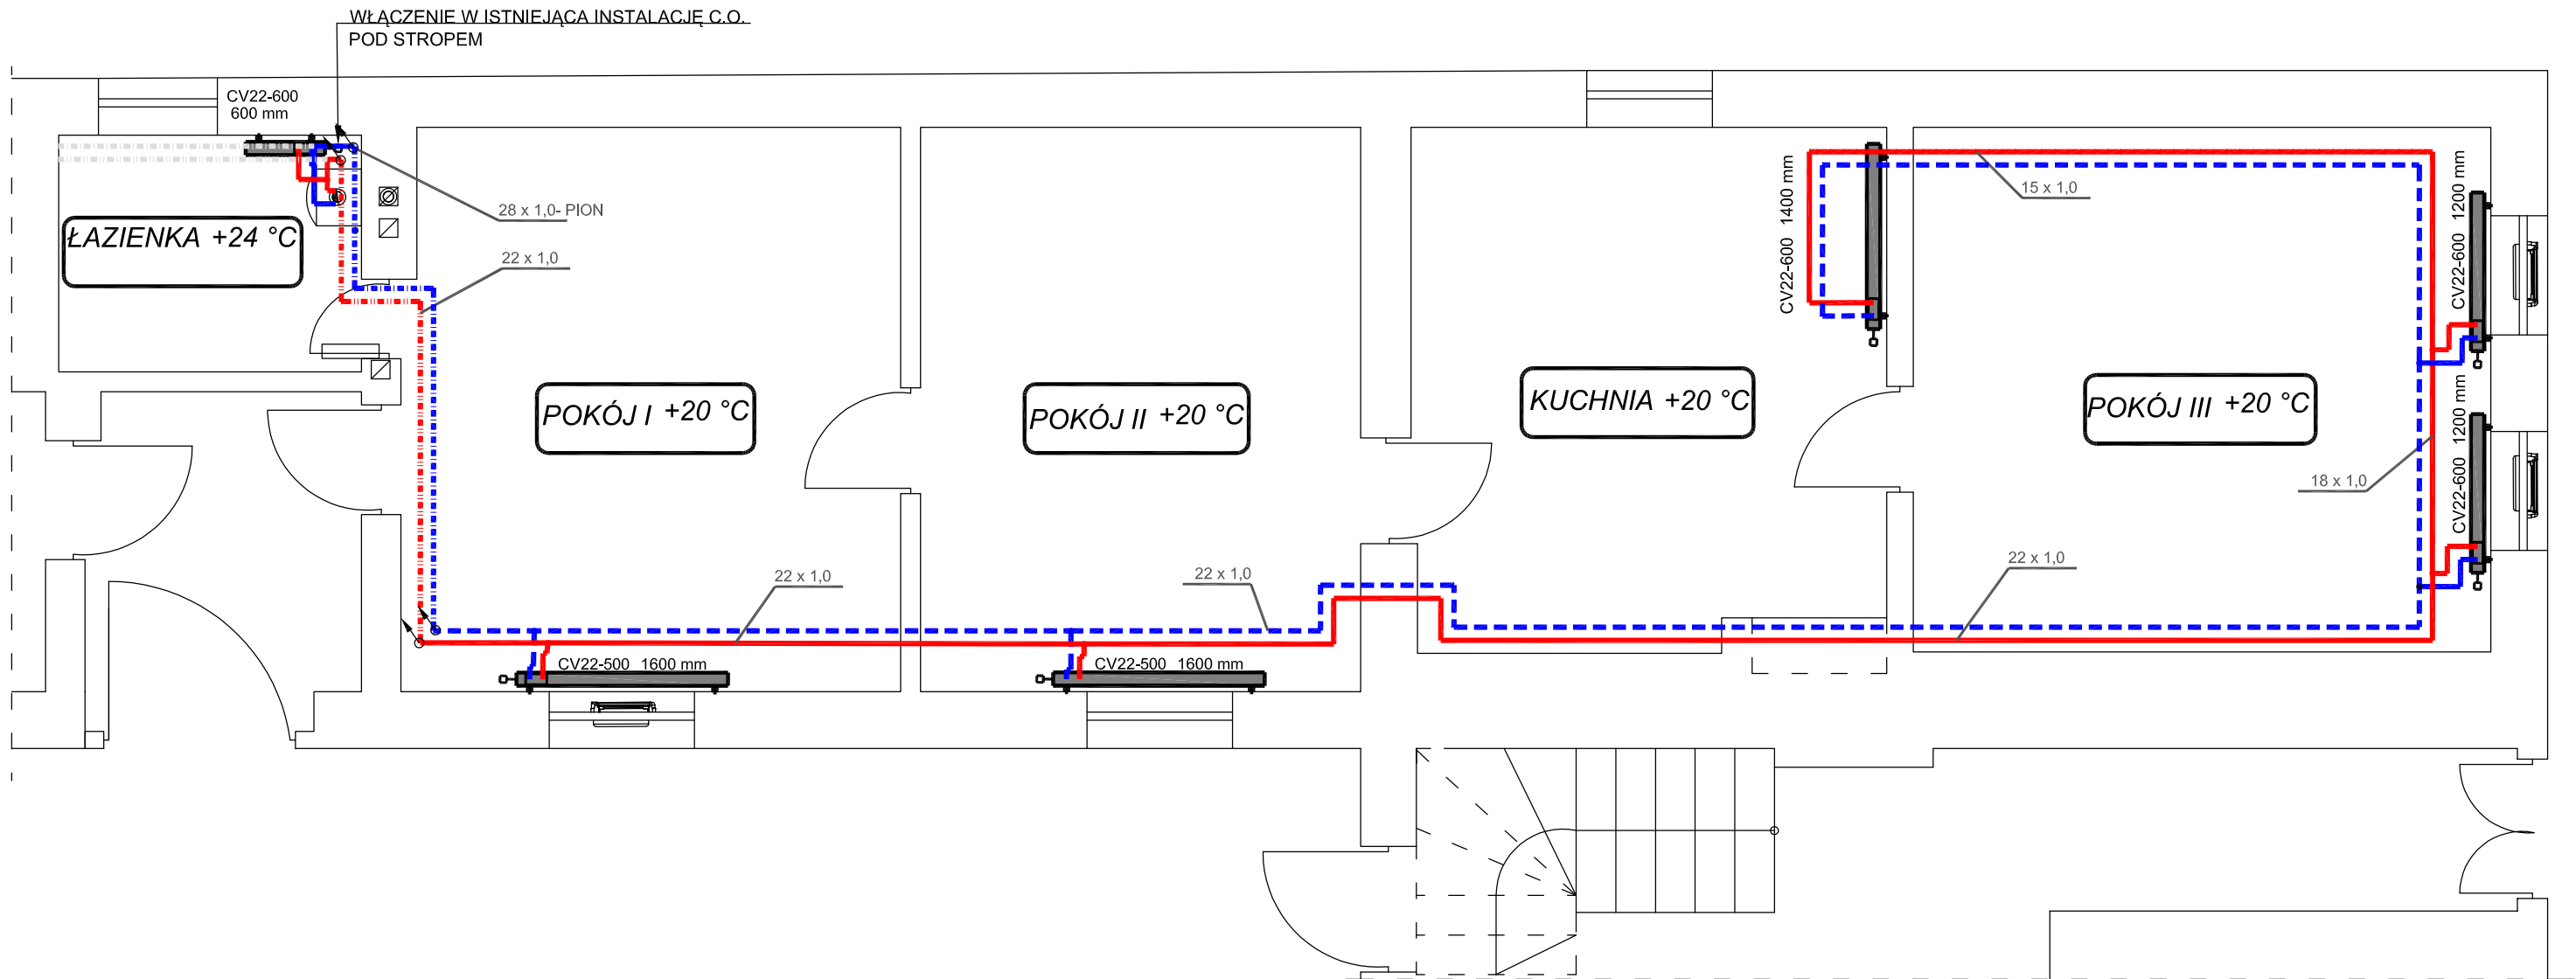 WŁĄCZENIE W ISTNIEJĄCA INSTALACJĘ C.O.
POD STROPEM
CV22-600
600 mm
28 x 1,0- PION
ŁAZIENKA +24 °C
22 x 1,0
POKÓJ I +20 °C
POKÓJ II +20 °C
KUCHNIA +20 °C
POKÓJ III +20 °C
CV22-600 1400 mm
15 x 1,0
CV22-600 1200 mm
CV22-600 1200 mm
18 x 1,0
22 x 1,0
22 x 1,0
22 x 1,0
CV22-500 1600 mm
CV22-500 1600 mm